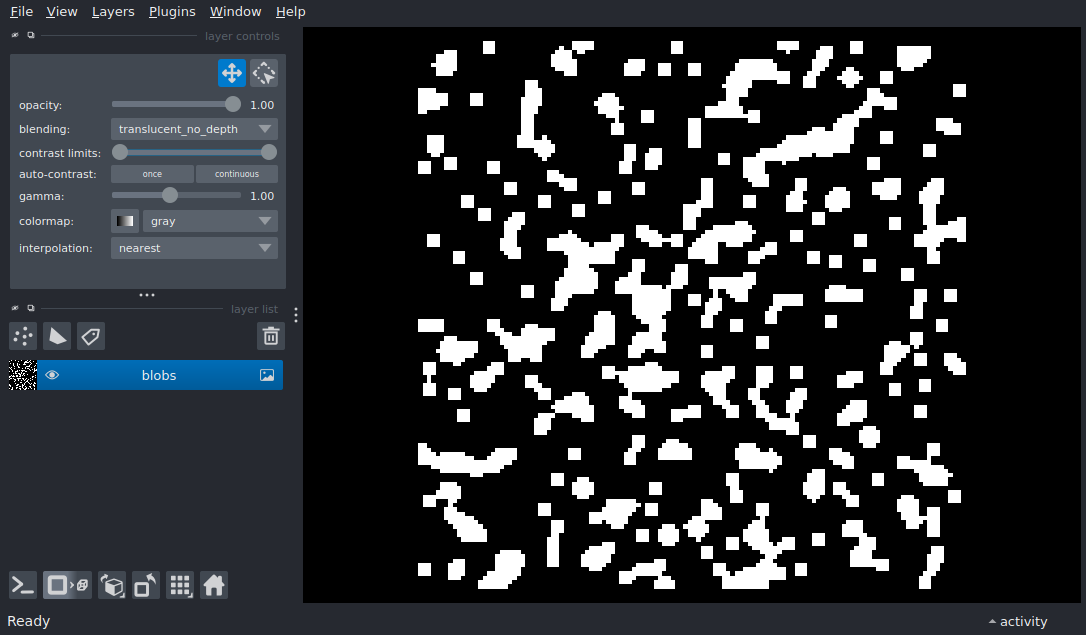 File View Layers Plugins Window Help
layer controls
opacity: 1.00
blending: translucent_no_depth
contrast limits:
auto-contrast: once continuous
gamma: 1.00
colormap: gray
interpolation: nearest
layer list
blobs
Ready
activity